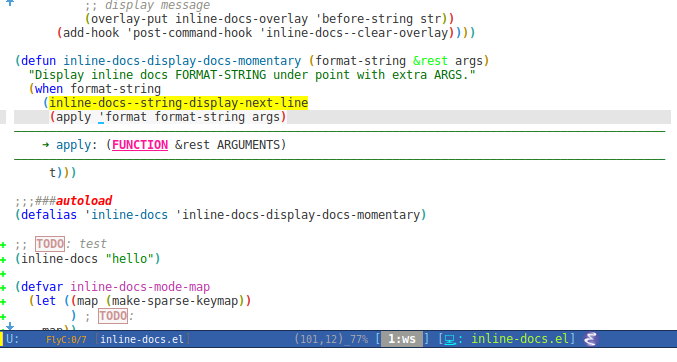 ;; display message
(overlay-put inline-docs-overlay 'before-string str))
(add-hook 'post-command-hook 'inline-docs--clear-overlay))))
(defun inline-docs-display-docs-momentary (format-string &rest args)
"Display inline docs FORMAT-STRING under point with extra ARGS."
(when format-string
(inline-docs--string-display-next-line
(apply 'format format-string args)
➜ apply: (FUNCTION &rest ARGUMENTS)
t)))
;;;###autoload
(defalias 'inline-docs 'inline-docs-display-docs-momentary)
+ ;; TODO: test
+ (inline-docs "hello")
+
+ (defvar inline-docs-mode-map
+ (let ((map (make-sparse-keymap))
+ ) ; TODO:
map))
U: FlyC:0/7 |inline-docs.el| (101,12)_77% [ 1:ws ] [💻: inline-docs.el]